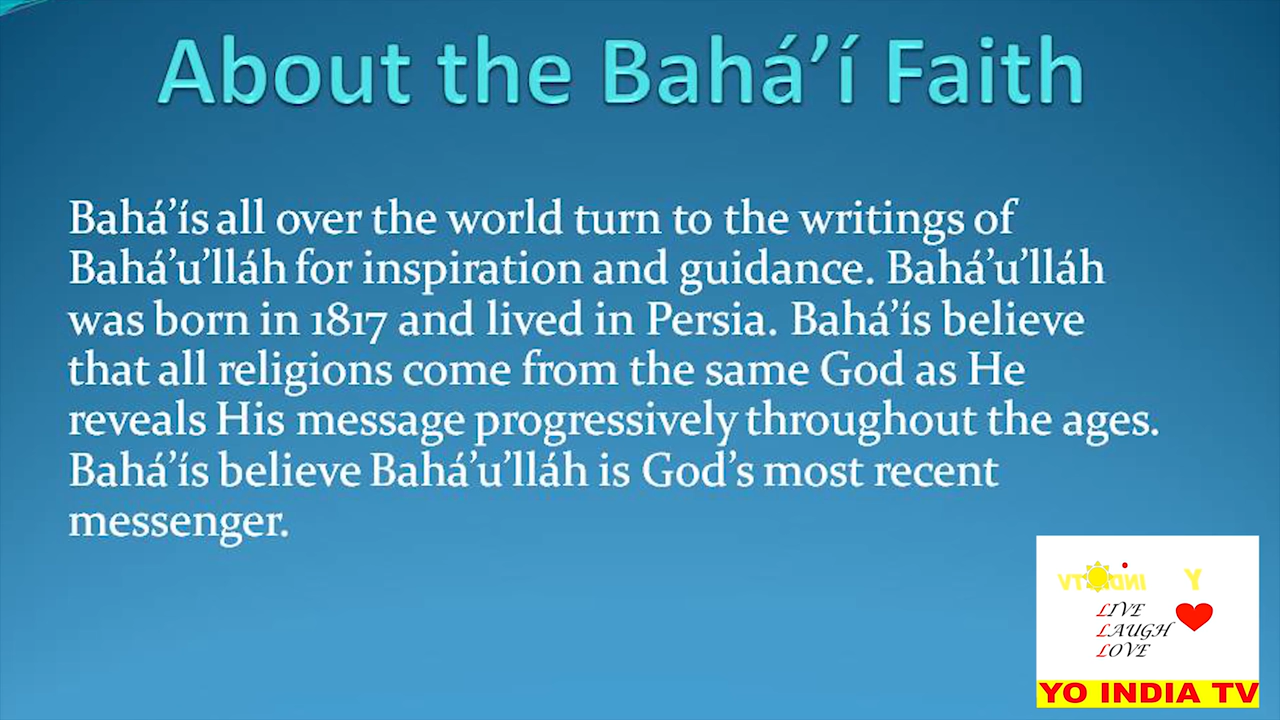 About the Bahá’í Faith
Bahá’ís all over the world turn to the writings of
Bahá’u’lláh for inspiration and guidance. Bahá’u’lláh
was born in 1817 and lived in Persia. Bahá’ís believe
that all religions come from the same God as He
reveals His message progressively throughout the ages.
Bahá’ís believe Bahá’u’lláh is God’s most recent
messenger.
Y
LIVE
LAUGH
LOVE
YO INDIA TV